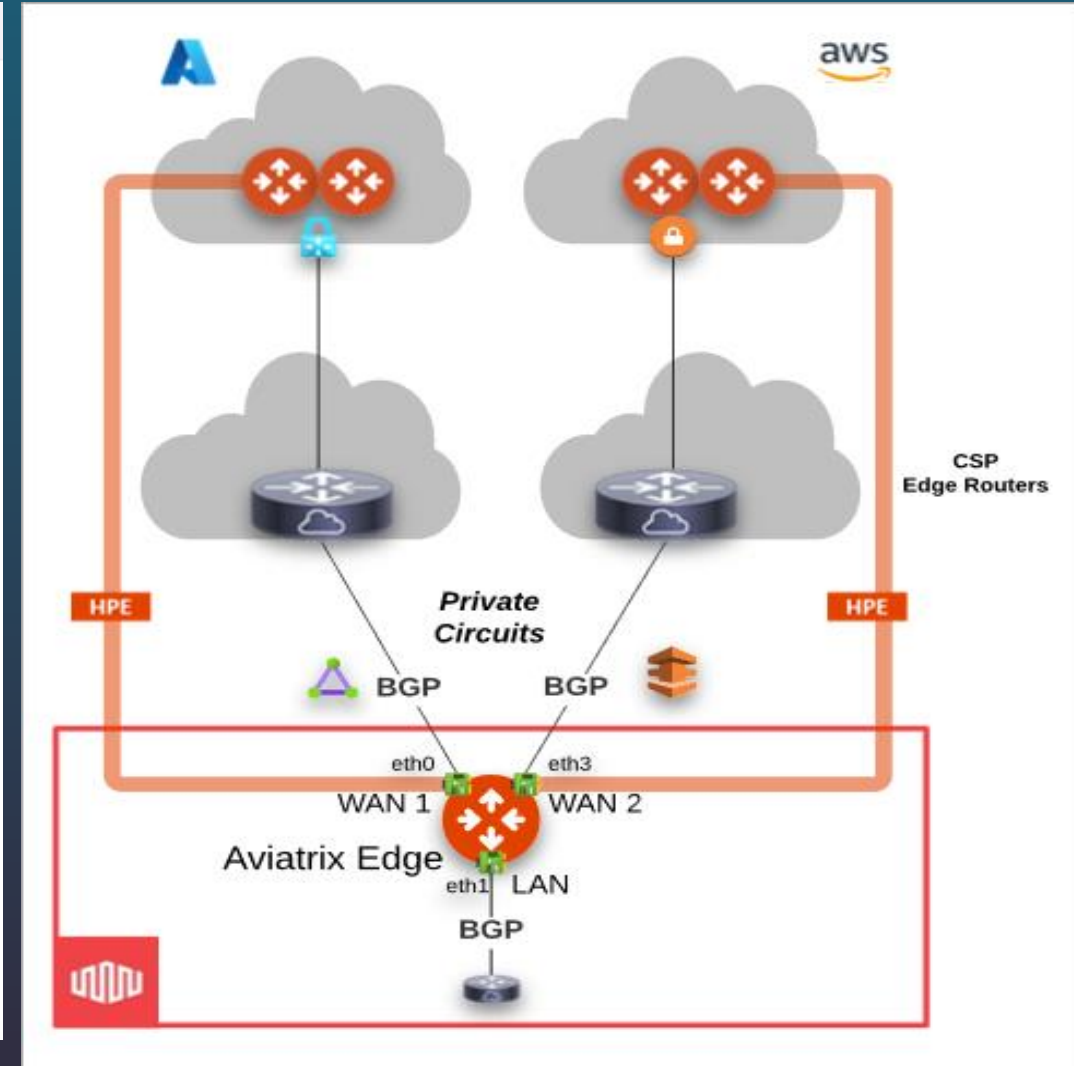 aws
CSP
Edge Routers
HPE
Private
Circuits
HPE
BGP
BGP
eth0
eth3
WAN 1
WAN 2
Aviatrix Edge
eth1
LAN
BGP